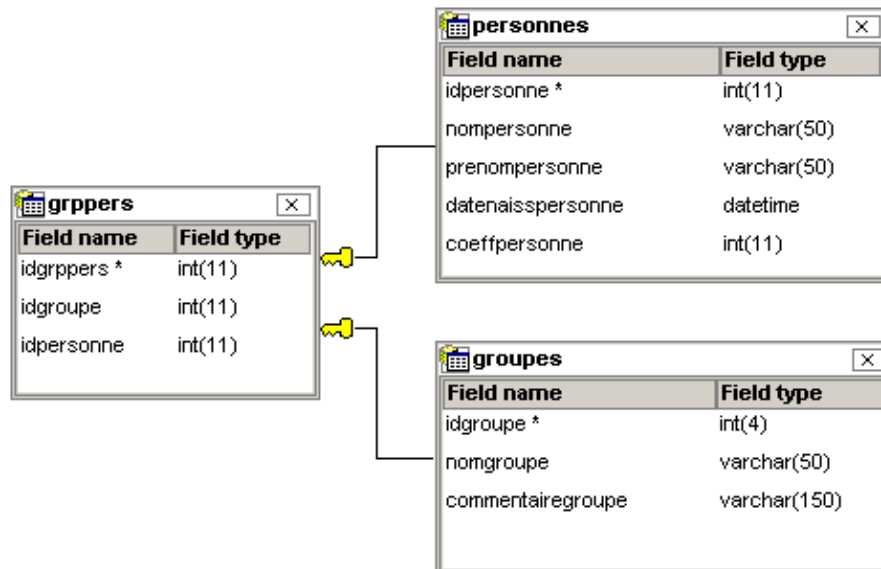 personnes
Field name Field type
idpersonne * int(11)
nompersonne varchar(50)
prenompersonne varchar(50)
datenaisspersonne datetime
coeffpersonne int(11)
grppers
Field name Field type
idgrppers * int(11)
idgroupe int(11)
idpersonne int(11)
groupes
Field name Field type
idgroupe * int(4)
nomgroupe varchar(50)
commentairegroupe varchar(150)